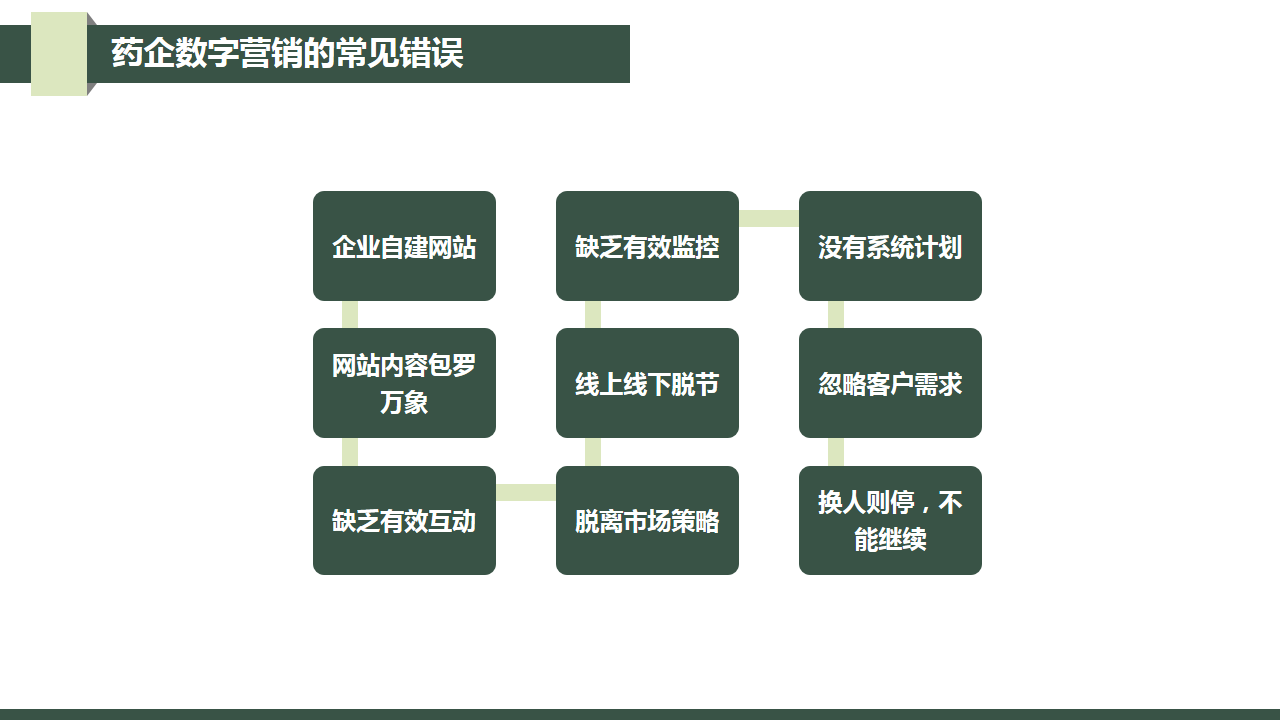 药企数字营销的常见错误
企业自建网站
网站内容包罗
万象
缺乏有效互动
脱离市场策略
线上线下脱节
缺乏有效监控
没有系统计划
忽略客户需求
换人则停，不
能继续